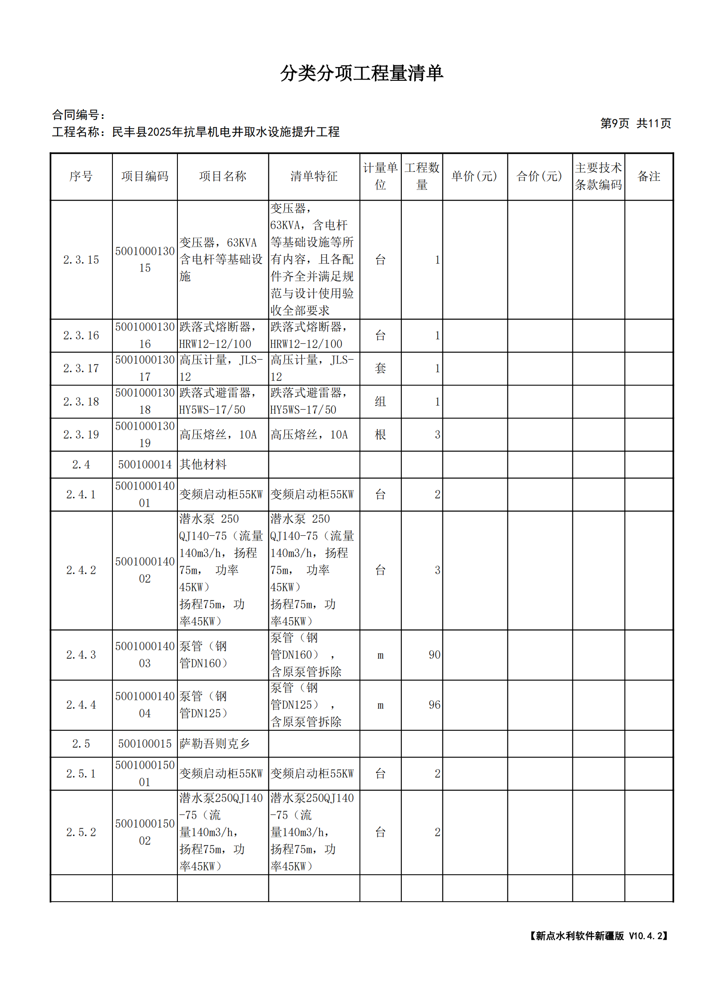 分类分项工程量清单
合同编号：
工程名称：民丰县2025年抗旱机电井取水设施提升工程
第9页 共11页
序号 项目编码 项目名称 清单特征 计量单位 工程数量 单价(元) 合价(元) 主要技术条款编码 备注
2.3.15 500100013015 变压器，63KVA含电杆等基础设施 变压器，63KVA，含电杆等基础设施等所有内容，且各配件齐全并满足规范与设计使用验收全部要求 台 1
2.3.16 500100013016 跌落式熔断器，HRW12-12/100 跌落式熔断器，HRW12-12/100 台 1
2.3.17 500100013017 高压计量，JLS-12 高压计量，JLS-12 套 1
2.3.18 500100013018 跌落式避雷器，HY5WS-17/50 跌落式避雷器，HY5WS-17/50 组 1
2.3.19 500100013019 高压熔丝，10A 高压熔丝，10A 根 3
2.4 500100014 其他材料
2.4.1 500100014001 变频启动柜55KW 变频启动柜55KW 台 2
2.4.2 500100014002 潜水泵 250QJ140-75（流量140m3/h，扬程75m， 功率45KW）扬程75m，功率45KW） 潜水泵 250QJ140-75（流量140m3/h，扬程75m， 功率45KW）扬程75m，功率45KW） 台 3
2.4.3 500100014003 泵管（钢管DN160） 泵管（钢管DN160） ，含原泵管拆除 m 90
2.4.4 500100014004 泵管（钢管DN125） 泵管（钢管DN125） ，含原泵管拆除 m 96
2.5 500100015 萨勒吾则克乡
2.5.1 500100015001 变频启动柜55KW 变频启动柜55KW 台 2
2.5.2 500100015002 潜水泵250QJ140-75（流量140m3/h，扬程75m，功率45KW） 潜水泵250QJ140-75（流量140m3/h，扬程75m，功率45KW） 台 2
【新点水利软件新疆版 V10.4.2】